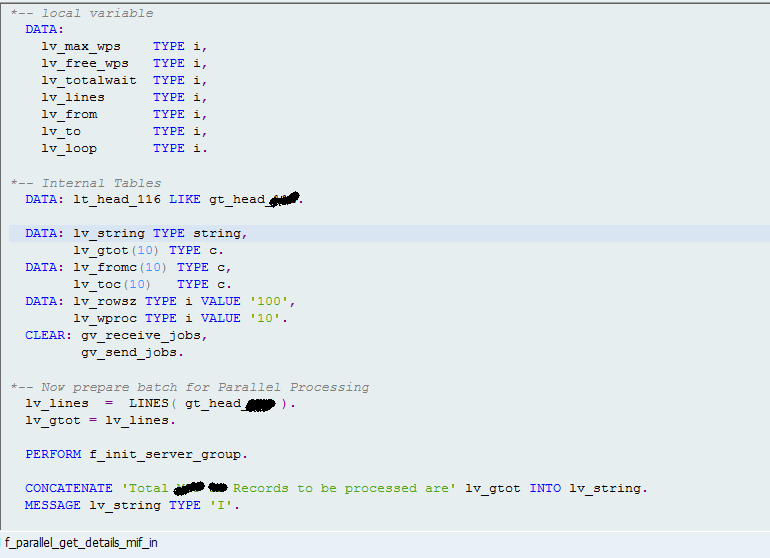 *-- local variable
DATA:
lv_max_wps TYPE i,
lv_free_wps TYPE i,
lv_totalwait TYPE i,
lv_lines TYPE i,
lv_from TYPE i,
lv_to TYPE i,
lv_loop TYPE i.
*-- Internal Tables
DATA: lt_head_116 LIKE gt_head_.
DATA: lv_string TYPE string,
lv_gtot(10) TYPE c.
DATA: lv_fromc(10) TYPE c,
lv_toc(10) TYPE c.
DATA: lv_rowsz TYPE i VALUE '100',
lv_wproc TYPE i VALUE '10'.
CLEAR: gv_receive_jobs,
gv_send_jobs.
*-- Now prepare batch for Parallel Processing
lv_lines = LINES( gt_head_ ).
lv_gtot = lv_lines.
PERFORM f_init_server_group.
CONCATENATE 'Total Records to be processed are' lv_gtot INTO lv_string.
MESSAGE lv_string TYPE 'I'.
f_parallel_get_details_mif_in